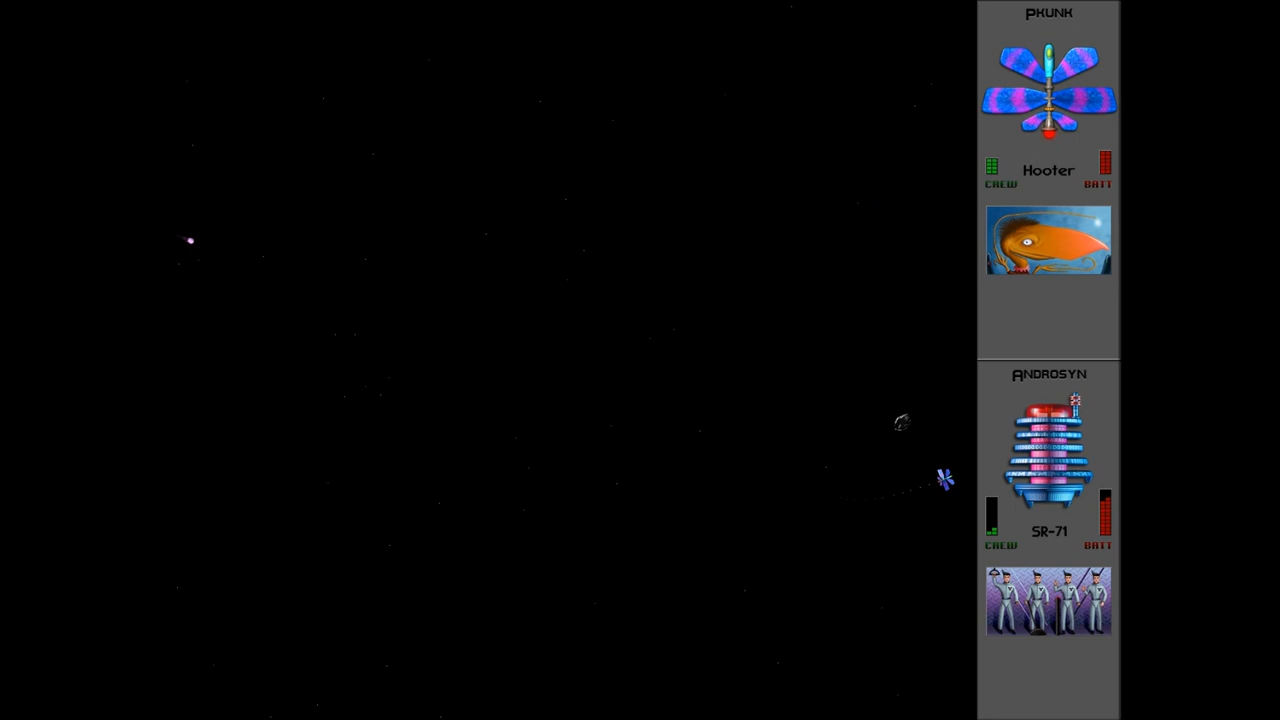 PKUNK
Hooter
CREW
BATT
ANDROSYN
SR-71
CREW
BATT